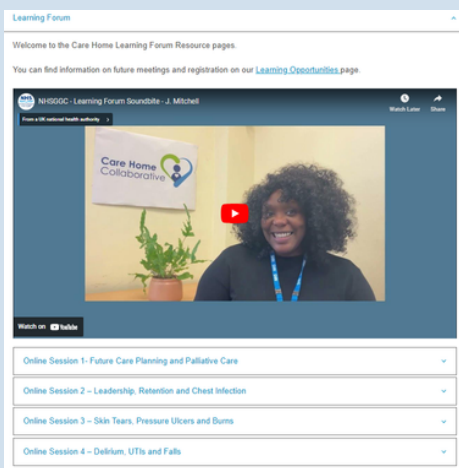 Learning Forum
Welcome to the Care Home Learning Forum Resource pages.
You can find information on future meetings and registration on our Learning Opportunities page.
NHSGGC - Learning Forum Soundbite - J. Mitchell
Watch Later
Share
From a UK national health authority
Care Home
Collaborative
Watch on YouTube
Online Session 1- Future Care Planning and Palliative Care
Online Session 2 – Leadership, Retention and Chest Infection
Online Session 3 – Skin Tears, Pressure Ulcers and Burns
Online Session 4 – Delirium, UTIs and Falls